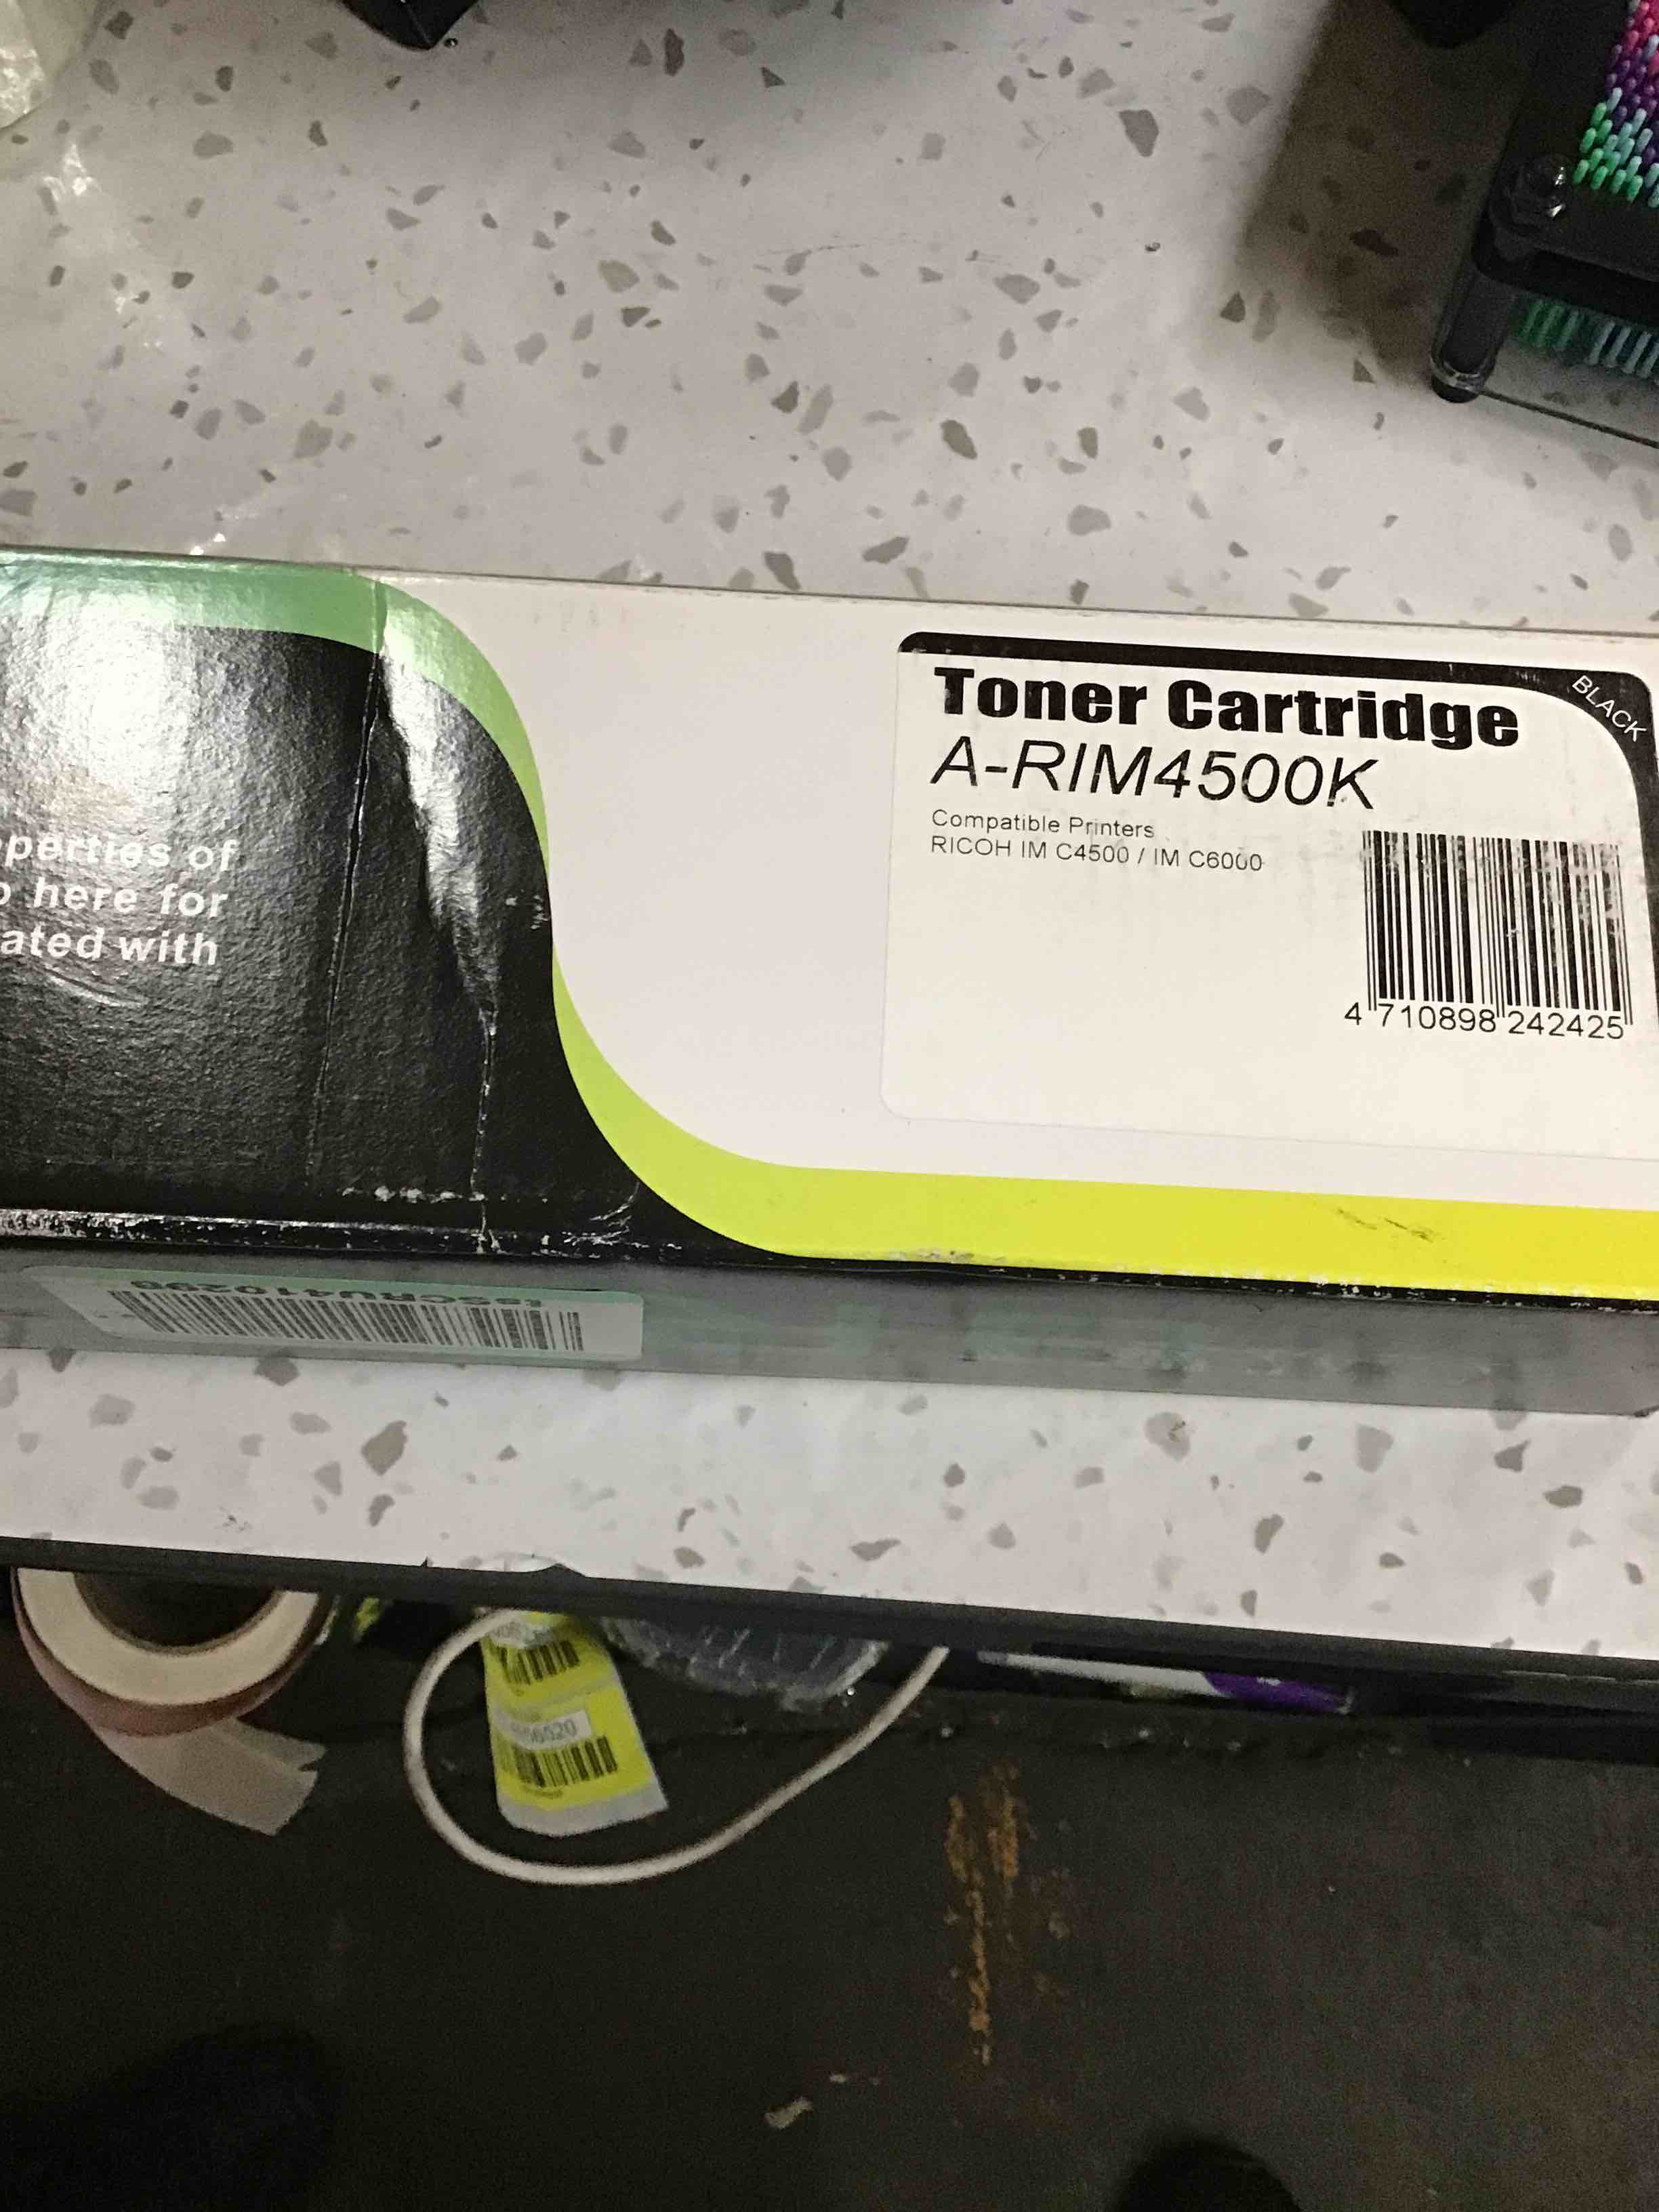 BLACK
Toner Cartridge
A-RIM4500K
Compatible Printers
RICOH IM C4500 / IM C6000
4 710898 242425
perties of
here for
ated with
66020